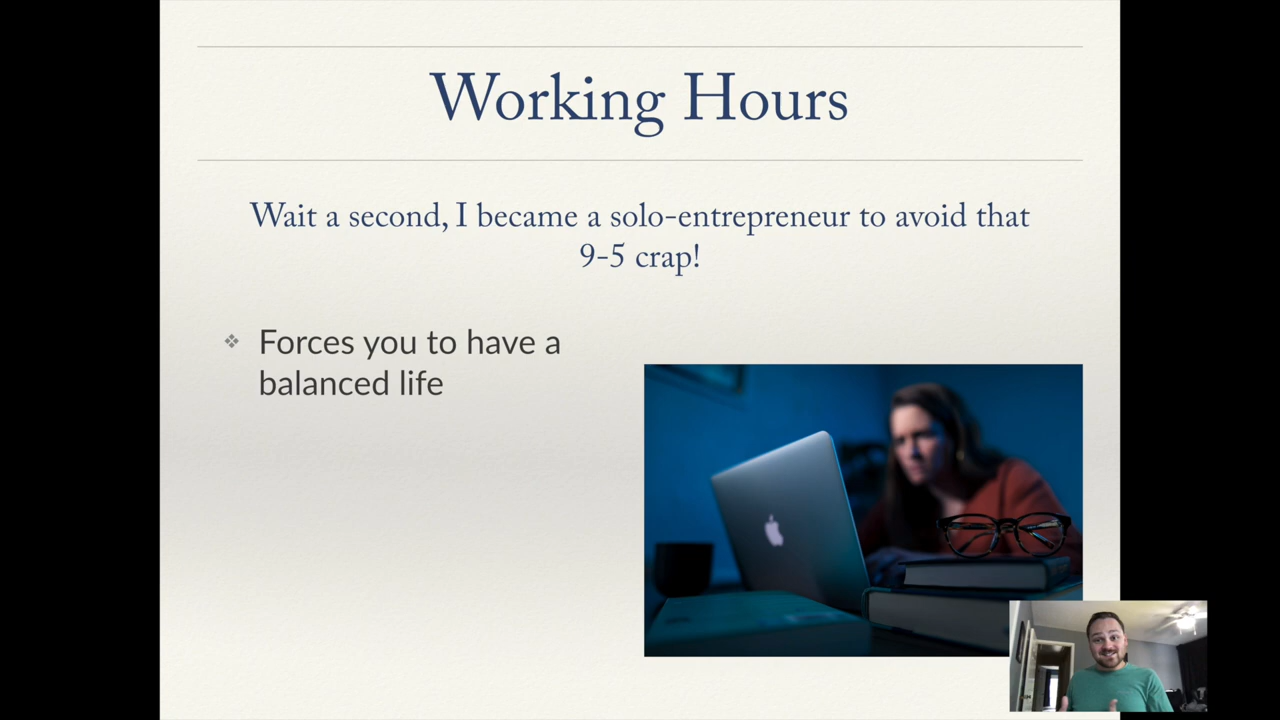 Working Hours
Wait a second, I became a solo-entrepreneur to avoid that
9-5 crap!
Forces you to have a
balanced life